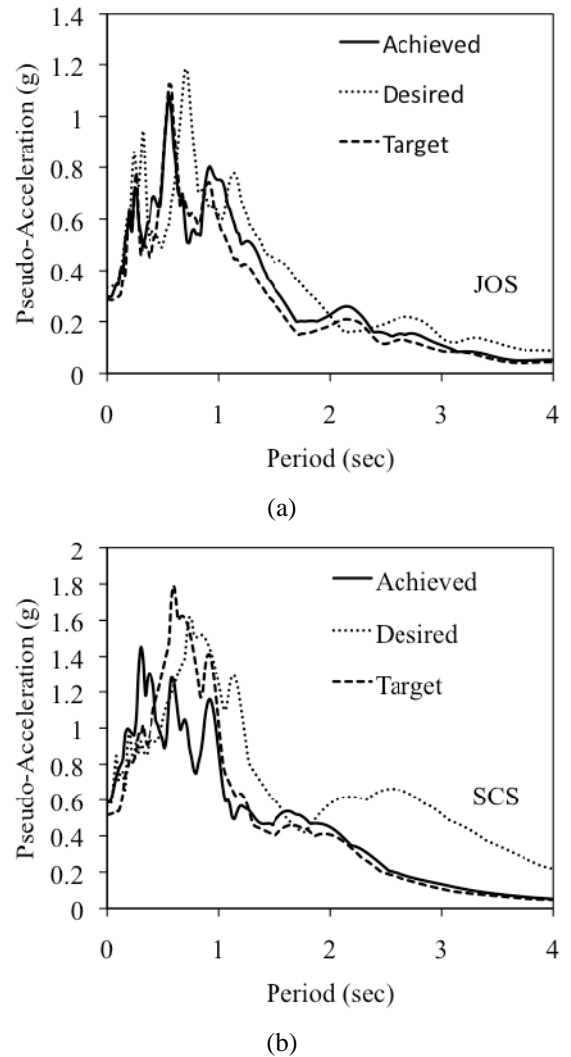 1.4
1.2
1
0.8
0.6
0.4
0.2
0
Pseudo-Acceleration (g)
Achieved
Desired
Target
JOS
0 1 2 3 4
Period (sec)
(a)
2
1.8
1.6
1.4
1.2
1
0.8
0.6
0.4
0.2
0
Pseudo-Acceleration (g)
Achieved
Desired
Target
SCS
0 1 2 3 4
Period (sec)
(b)